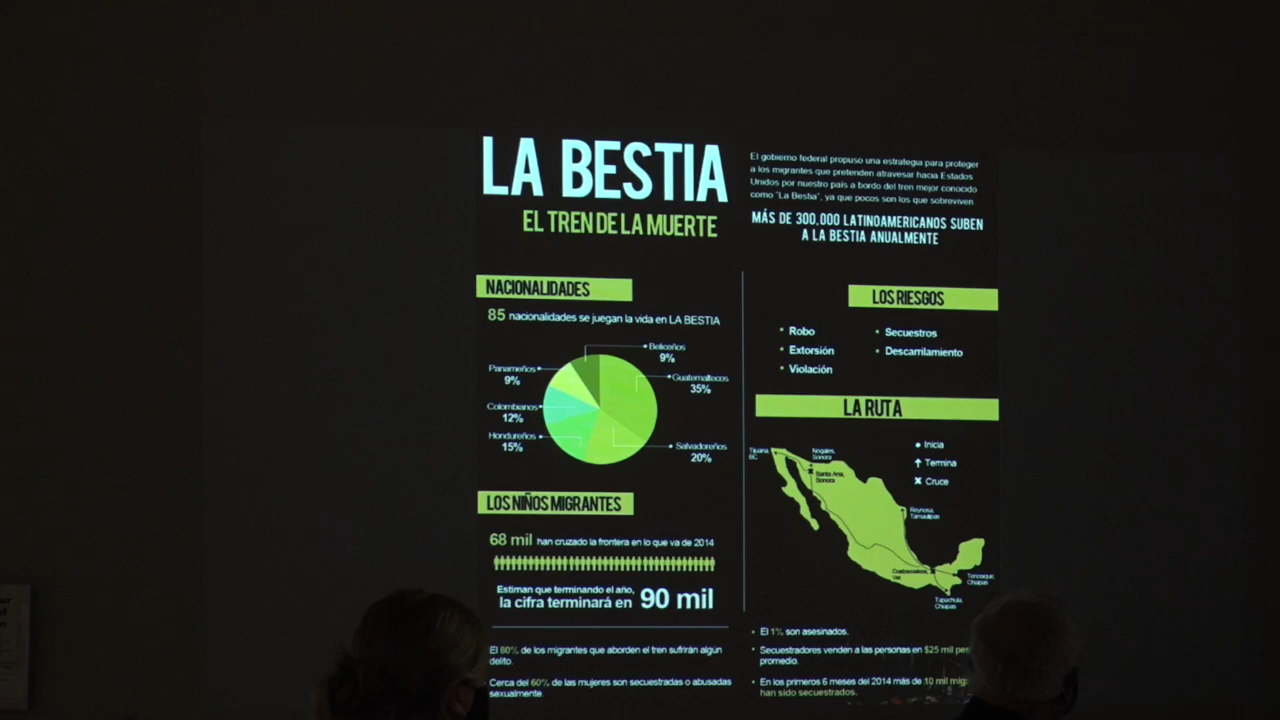 LA BESTIA
EL TREN DE LA MUERTE
El gobierno federal propuso una estrategia para proteger
a los migrantes que pretenden atravesar hacia Estados
Unidos por nuestro país a bordo del tren mejor conocido
como "La Bestia", ya que pocos son los que sobreviven
MÁS DE 300,000 LATINOAMERICANOS SUBEN
A LA BESTIA ANUALMENTE
NACIONALIDADES
85 nacionalidades se juegan la vida en LA BESTIA
Beliceños
9%
Panameños
9%
Guatemaltecos
35%
Colombianos
12%
Hondureños
15%
Salvadoreños
20%
LOS NIÑOS MIGRANTES
68 mil han cruzado la frontera en lo que va de 2014
Estiman que terminando el año,
la cifra terminará en 90 mil
El 80% de los migrantes que aborden el tren sufrirán algún
delito.
Cerca del 60% de las mujeres son secuestradas o abusadas
sexualmente.
LOS RIESGOS
Robo
Extorsión
Violación
Secuestros
Descarrilamiento
LA RUTA
Inicia
Termina
Cruce
Tijuana,
BC
Nogales,
Sonora
Santa Ana,
Sonora
Reynosa,
Tamaulipas
Tenosique,
Chiapas
Tapachula,
Chiapas
El 1% son asesinados.
Secuestradores venden a las personas en $25 mil
promedio.
En los primeros 6 meses del 2014 más de 10 mil
han sido secuestrados.